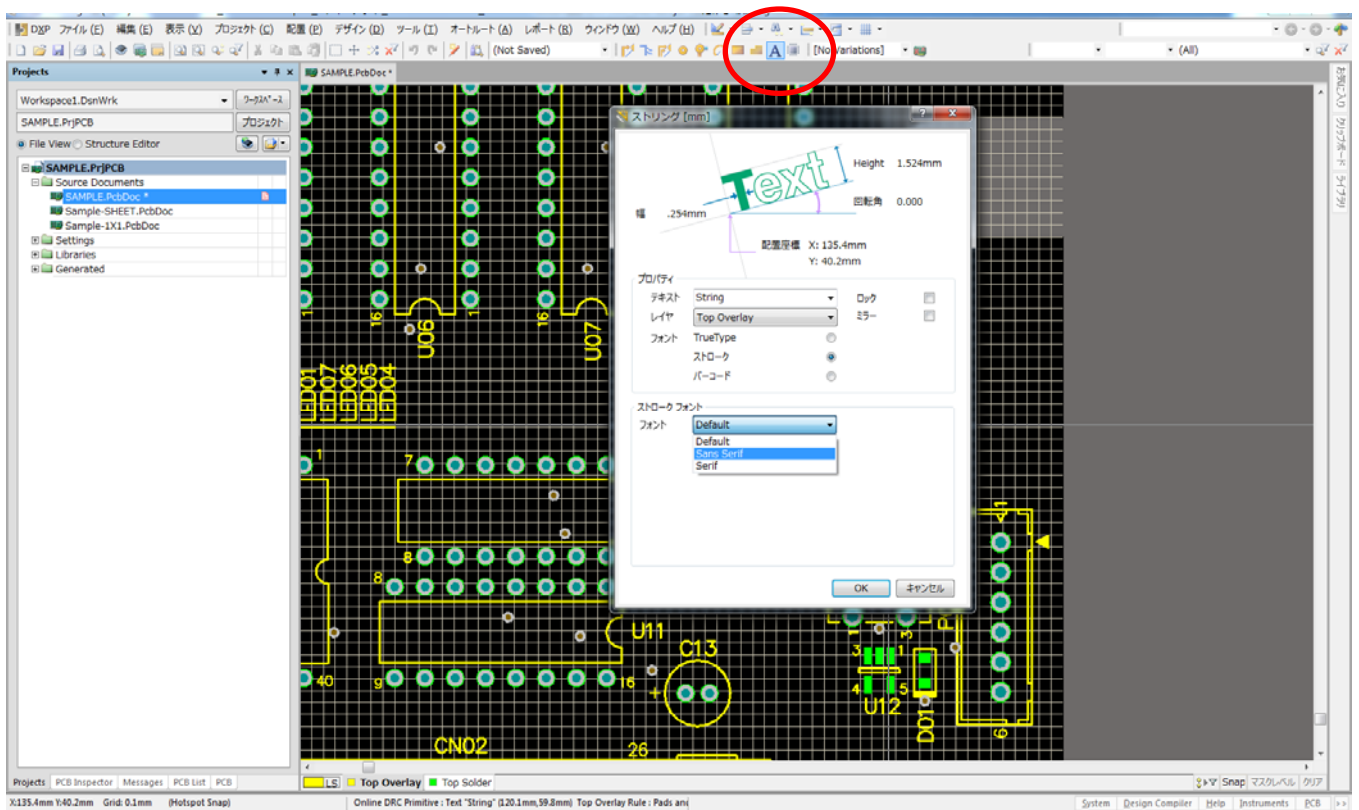 DXP ファイル (F) 編集 (E) 表示 (V) プロジェクト (C) 配置 (P) デザイン (D) ツール (T) オートルート (A) レポート (R) ウィンドウ (W) ヘルプ (H)
(Not Saved) [No Variations] (All)
Projects
SAMPLE.PcbDoc *
Workspace1.DsnWrk ワークスペース
SAMPLE.PrjPCB プロジェクト
File View Structure Editor
SAMPLE.PrjPCB
Source Documents
SAMPLE.PcbDoc *
Sample-SHEET.PcbDoc
Sample-1X1.PcbDoc
Settings
Libraries
Generated
お気に入り クリップボード ライブラリ
ストリング [mm]
Text
Height 1.524mm
回転角 0.000
幅 .254mm
配置座標 X: 135.4mm
Y: 40.2mm
プロパティ
テキスト String ロック
レイヤ Top Overlay ミラー
フォント TrueType
ストローク
バーコード
ストローク フォント
フォント Default
Default
Sans Serif
Serif
OK キャンセル
16 U06 1 16 U07
LED01
LED07
LED06
LED05
LED04
1 7
8
8
U11
40 9 16
C13
+
1 3
3 1
4 5
U12
D01
1
6
CN02
26
Projects PCB Inspector Messages PCB List PCB
LS Top Overlay Top Solder
Snap マスクレベル クリア
X:135.4mm Y:40.2mm Grid: 0.1mm (Hotspot Snap)
Online DRC Primitive : Text "String" (120.1mm,59.8mm) Top Overlay Rule : Pads and
System Design Compiler Help Instruments PCB >>